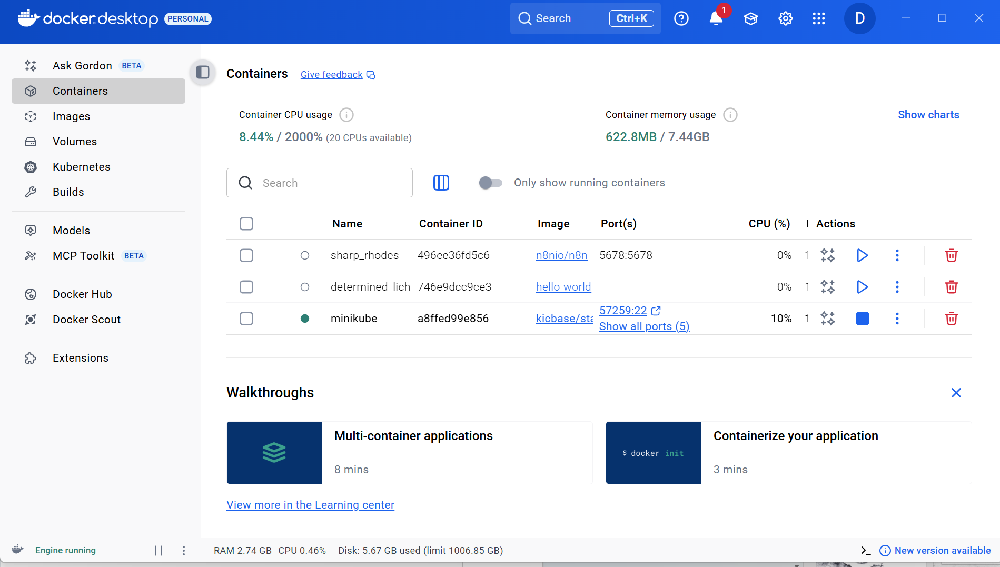 docker desktop PERSONAL
Search Ctrl+K
1
D
Ask Gordon BETA
Containers
Images
Volumes
Kubernetes
Builds
Models
MCP Toolkit BETA
Docker Hub
Docker Scout
Extensions
Containers Give feedback
Container CPU usage
8.44% / 2000% (20 CPUs available)
Container memory usage
622.8MB / 7.44GB
Show charts
Search
Only show running containers
Name Container ID Image Port(s) CPU (%) Actions
sharp_rhodes 496ee36fd5c6 n8nio/n8n 5678:5678 0%
determined_lich 746e9dcc9ce3 hello-world 0%
minikube a8ffed99e856 kicbase/sta 57259:22 10%
Show all ports (5)
Walkthroughs
Multi-container applications
8 mins
$ docker init
Containerize your application
3 mins
View more in the Learning center
Engine running
RAM 2.74 GB CPU 0.46% Disk: 5.67 GB used (limit 1006.85 GB)
New version available